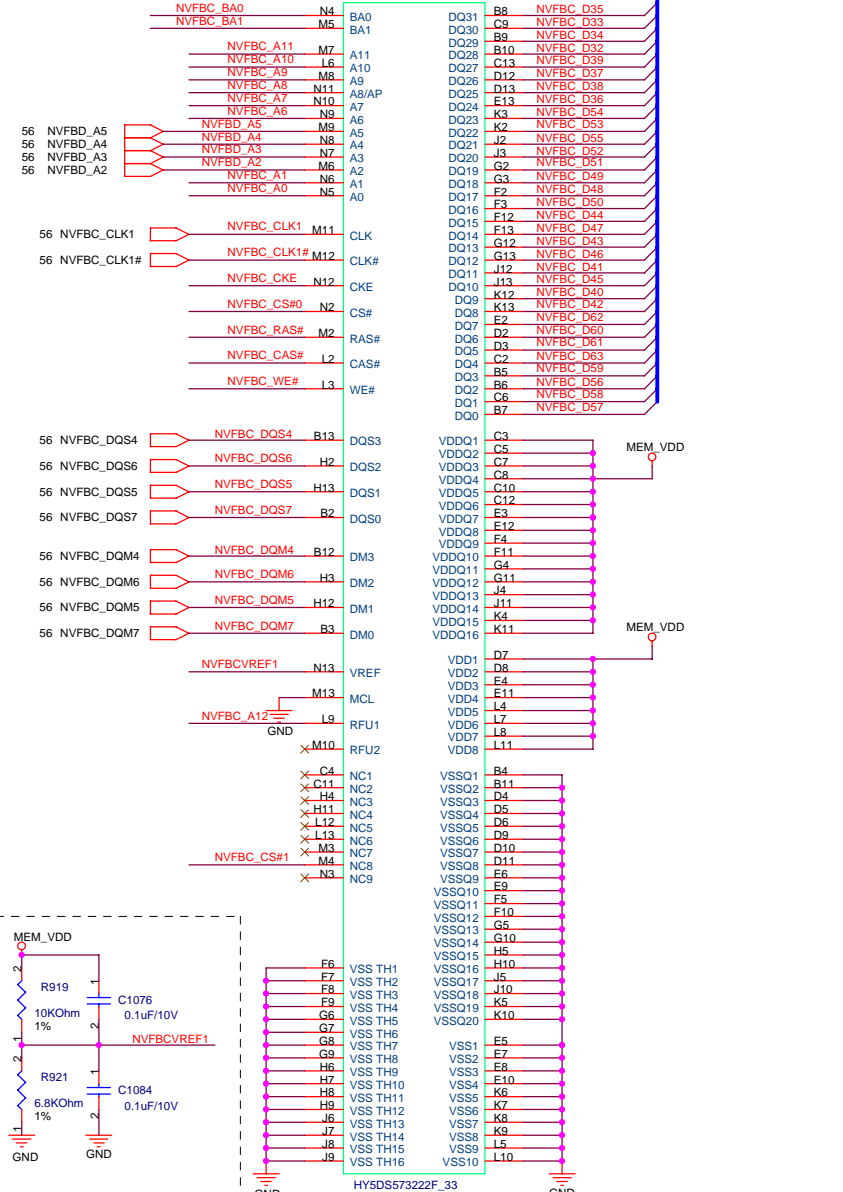 NVFBC_BA0 N4 BA0
NVFBC_BA1 M5 BA1
NVFBC_A11 M7 A11
NVFBC_A10 L6 A10
NVFBC_A9 M8 A9
NVFBC_A8 N11 A8/AP
NVFBC_A7 N10 A7
NVFBC_A6 N9 A6
56 NVFBD_A5 NVFBD_A5 M9 A5
56 NVFBD_A4 NVFBD_A4 N8 A4
56 NVFBD_A3 NVFBD_A3 N7 A3
56 NVFBD_A2 NVFBD_A2 M6 A2
NVFBC_A1 N6 A1
NVFBC_A0 N5 A0
56 NVFBC_CLK1 NVFBC_CLK1 M11 CLK
56 NVFBC_CLK1# NVFBC_CLK1# M12 CLK#
NVFBC_CKE N12 CKE
NVFBC_CS#0 N2 CS#
NVFBC_RAS# M2 RAS#
NVFBC_CAS# L2 CAS#
NVFBC_WE# L3 WE#
56 NVFBC_DQS4 NVFBC_DQS4 B13 DQS3
56 NVFBC_DQS6 NVFBC_DQS6 H2 DQS2
56 NVFBC_DQS5 NVFBC_DQS5 H13 DQS1
56 NVFBC_DQS7 NVFBC_DQS7 B2 DQS0
56 NVFBC_DQM4 NVFBC_DQM4 B12 DM3
56 NVFBC_DQM6 NVFBC_DQM6 H3 DM2
56 NVFBC_DQM5 NVFBC_DQM5 H12 DM1
56 NVFBC_DQM7 NVFBC_DQM7 B3 DM0
NVFBCVREF1 N13 VREF
M13 MCL
GND
NVFBC_A12 L9 RFU1
M10 RFU2
C4 NC1
C11 NC2
H4 NC3
H11 NC4
L12 NC5
L13 NC6
M3 NC7
NVFBC_CS#1 M4 NC8
N3 NC9
F6 VSS TH1
F7 VSS TH2
F8 VSS TH3
F9 VSS TH4
G6 VSS TH5
G7 VSS TH6
G8 VSS TH7
G9 VSS TH8
H6 VSS TH9
H7 VSS TH10
H8 VSS TH11
H9 VSS TH12
J6 VSS TH13
J7 VSS TH14
J8 VSS TH15
J9 VSS TH16
GND
DQ31 B8 NVFBC_D35
DQ30 C9 NVFBC_D33
DQ29 B9 NVFBC_D34
DQ28 B10 NVFBC_D32
DQ27 C13 NVFBC_D39
DQ26 D12 NVFBC_D37
DQ25 D13 NVFBC_D38
DQ24 E13 NVFBC_D36
DQ23 K3 NVFBC_D54
DQ22 K2 NVFBC_D53
DQ21 J2 NVFBC_D55
DQ20 J3 NVFBC_D52
DQ19 G2 NVFBC_D51
DQ18 G3 NVFBC_D49
DQ17 F2 NVFBC_D48
DQ16 F3 NVFBC_D50
DQ15 F12 NVFBC_D44
DQ14 F13 NVFBC_D47
DQ13 G12 NVFBC_D43
DQ12 G13 NVFBC_D46
DQ11 J12 NVFBC_D41
DQ10 J13 NVFBC_D45
DQ9 K12 NVFBC_D40
DQ8 K13 NVFBC_D42
DQ7 E2 NVFBC_D62
DQ6 D2 NVFBC_D60
DQ5 D3 NVFBC_D61
DQ4 C2 NVFBC_D63
DQ3 B5 NVFBC_D59
DQ2 B6 NVFBC_D56
DQ1 C6 NVFBC_D58
DQ0 B7 NVFBC_D57
VDDQ1 C3
VDDQ2 C5
VDDQ3 C7
VDDQ4 C8
MEM_VDD
VDDQ5 C10
VDDQ6 C12
VDDQ7 E3
VDDQ8 E12
VDDQ9 F4
VDDQ10 F11
VDDQ11 G4
VDDQ12 G11
VDDQ13 J4
VDDQ14 J11
VDDQ15 K4
VDDQ16 K11
MEM_VDD
VDD1 D7
VDD2 D8
VDD3 E4
VDD4 E11
VDD5 L4
VDD6 L7
VDD7 L8
VDD8 L11
VSSQ1 B4
VSSQ2 B11
VSSQ3 D4
VSSQ4 D5
VSSQ5 D6
VSSQ6 D9
VSSQ7 D10
VSSQ8 D11
VSSQ9 E6
VSSQ10 E9
VSSQ11 F5
VSSQ12 F10
VSSQ13 G5
VSSQ14 G10
VSSQ15 H5
VSSQ16 H10
VSSQ17 J5
VSSQ18 J10
VSSQ19 K5
VSSQ20 K10
VSS1 E5
VSS2 E7
VSS3 E8
VSS4 E10
VSS5 K6
VSS6 K7
VSS7 K8
VSS8 K9
VSS9 L5
VSS10 L10
GND
HY5DS573222F_33
MEM_VDD
2 1
R919 C1076
10KOhm 0.1uF/10V
1%
1 2
NVFBCVREF1
2 1
R921 C1084
6.8KOhm 0.1uF/10V
1%
1 2
GND GND